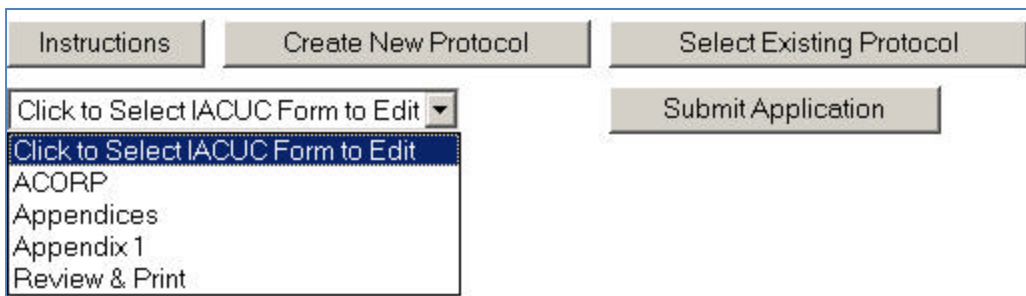 Instructions Create New Protocol Select Existing Protocol
Click to Select IACUC Form to Edit Submit Application
Click to Select IACUC Form to Edit
ACORP
Appendices
Appendix 1
Review & Print